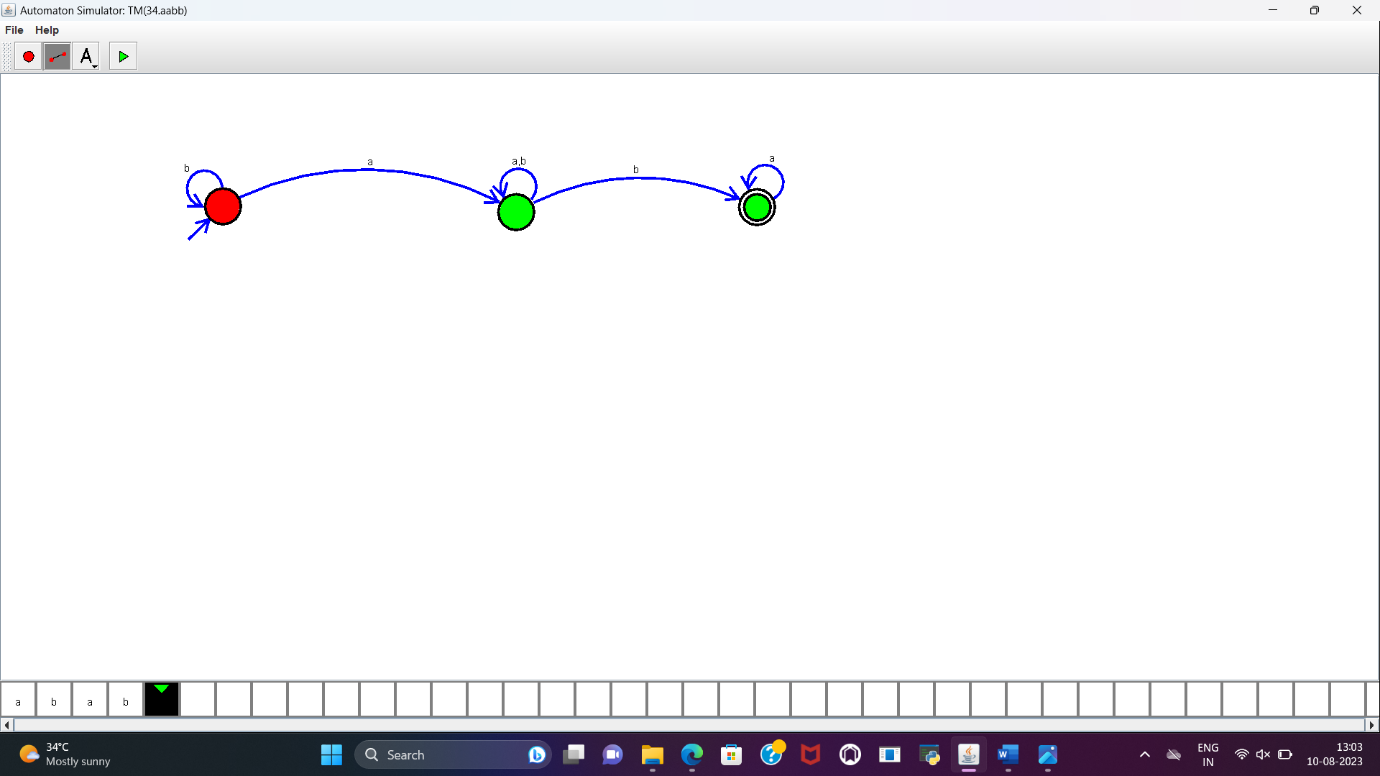 Automaton Simulator: TM(34.aabb)
File Help
A
b
a
a,b
b
a
a b a b
34°C
Mostly sunny
Search
ENG
IN
13:03
10-08-2023